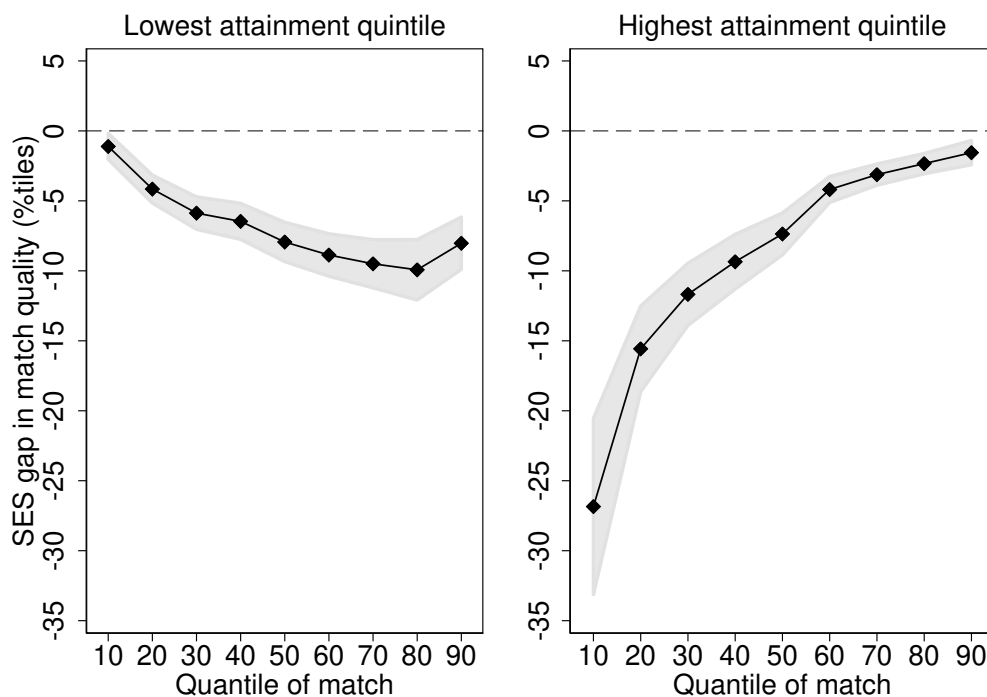 Lowest attainment quintile
Highest attainment quintile
SES gap in match quality (%tiles)
5
0
-5
-10
-15
-20
-25
-30
-35
10 20 30 40 50 60 70 80 90
Quantile of match
5
0
-5
-10
-15
-20
-25
-30
-35
10 20 30 40 50 60 70 80 90
Quantile of match